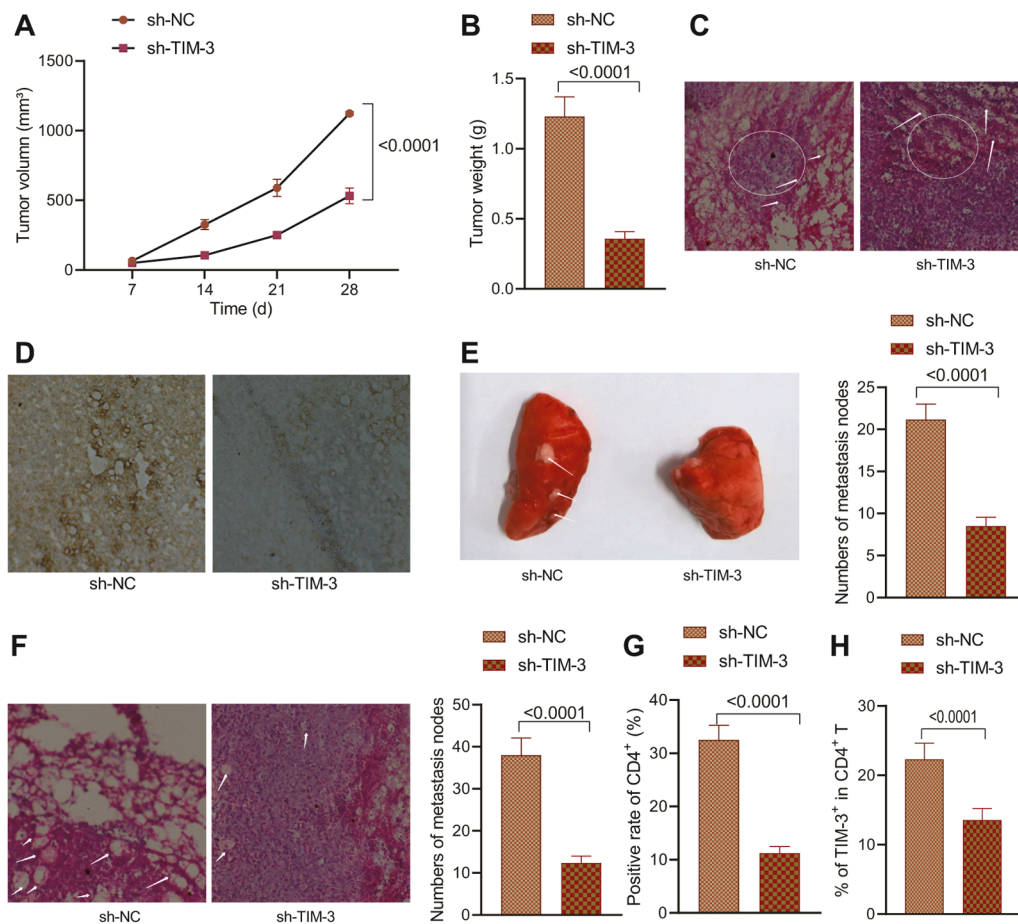 A
sh-NC
sh-TIM-3
Tumor volumn (mm³)
1500
1000
500
0
<0.0001
7 14 21 28
Time (d)
B
sh-NC
sh-TIM-3
<0.0001
Tumor weight (g)
1.5
1.0
0.5
0.0
C
sh-NC sh-TIM-3
D
sh-NC sh-TIM-3
E
sh-NC sh-TIM-3
sh-NC
sh-TIM-3
<0.0001
Numbers of metastasis nodes
25
20
15
10
5
0
F
sh-NC sh-TIM-3
sh-NC
sh-TIM-3
<0.0001
Numbers of metastasis nodes
50
40
30
20
10
0
G
sh-NC
sh-TIM-3
<0.0001
Positive rate of CD4⁺ (%)
40
30
20
10
0
H
sh-NC
sh-TIM-3
<0.0001
% of TIM-3⁺ in CD4⁺ T
30
20
10
0